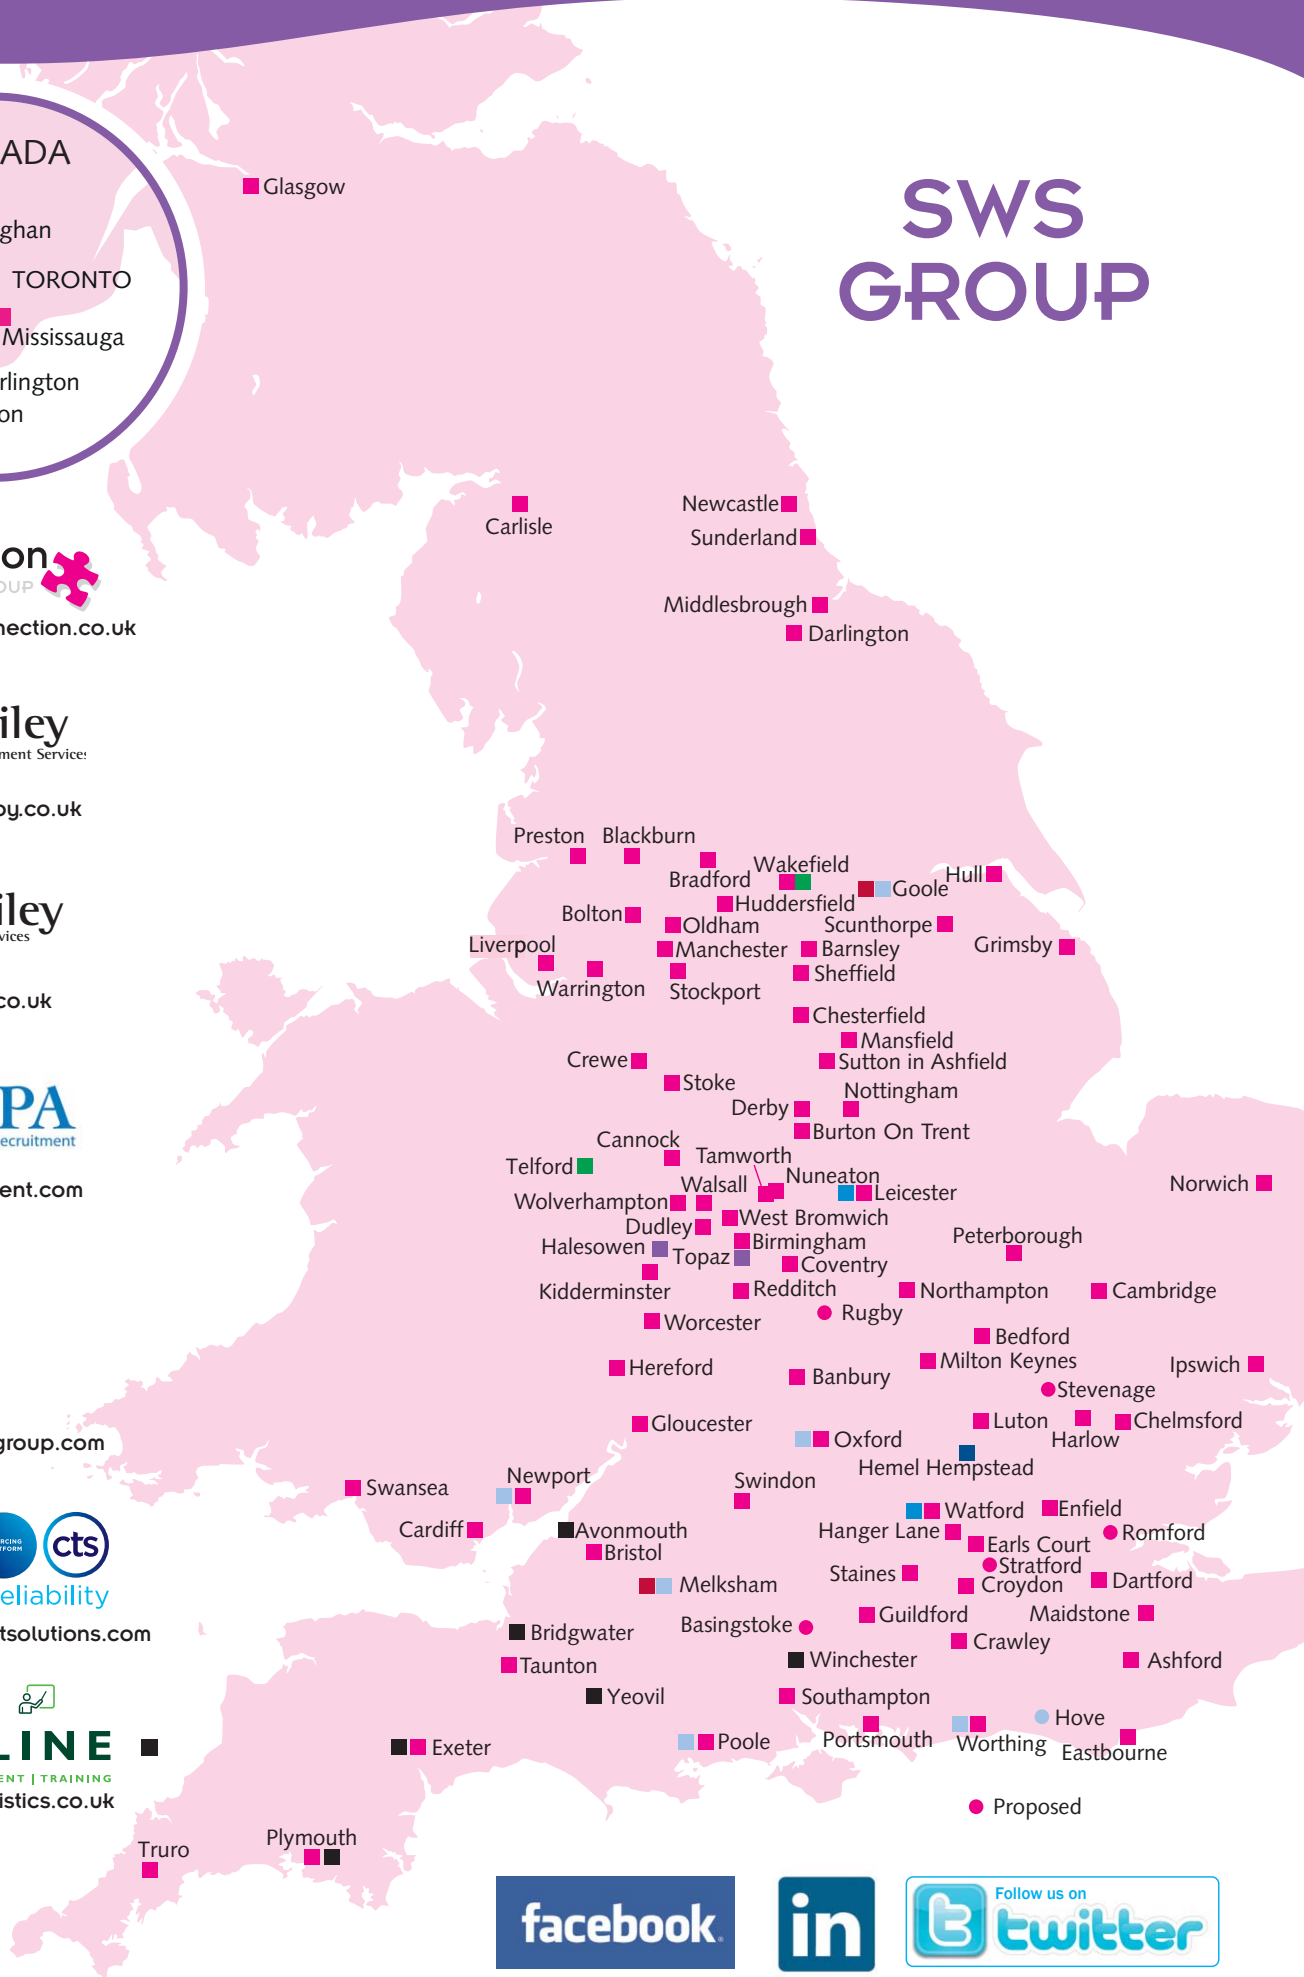 SWS
GROUP
ADA
ghan
TORONTO
Mississauga
rlington
on
Glasgow
Carlisle
Newcastle
Sunderland
Middlesbrough
Darlington
on
OUP
nection.co.uk
iley
ment Services
by.co.uk
iley
vices
co.uk
PA
ecruitment
ent.com
group.com
RCING
TFORM
cts
eliability
tsolutions.com
LINE
ENT | TRAINING
istics.co.uk
Preston
Blackburn
Bradford
Wakefield
Goole
Hull
Huddersfield
Bolton
Oldham
Scunthorpe
Liverpool
Manchester
Barnsley
Grimsby
Warrington
Stockport
Sheffield
Chesterfield
Mansfield
Crewe
Sutton in Ashfield
Stoke
Nottingham
Derby
Burton On Trent
Cannock
Tamworth
Telford
Nuneaton
Walsall
Leicester
Norwich
Wolverhampton
West Bromwich
Dudley
Birmingham
Peterborough
Halesowen
Topaz
Coventry
Kidderminster
Redditch
Northampton
Cambridge
Worcester
Rugby
Bedford
Hereford
Milton Keynes
Ipswich
Banbury
Stevenage
Gloucester
Luton
Harlow
Chelmsford
Oxford
Hemel Hempstead
Swansea
Newport
Swindon
Cardiff
Avonmouth
Watford
Enfield
Hanger Lane
Romford
Bristol
Earls Court
Stratford
Melksham
Staines
Croydon
Dartford
Bridgwater
Basingstoke
Guildford
Maidstone
Crawley
Taunton
Winchester
Ashford
Yeovil
Southampton
Hove
Exeter
Poole
Portsmouth
Worthing
Eastbourne
Proposed
Truro
Plymouth
facebook.
in
Follow us on
twitter